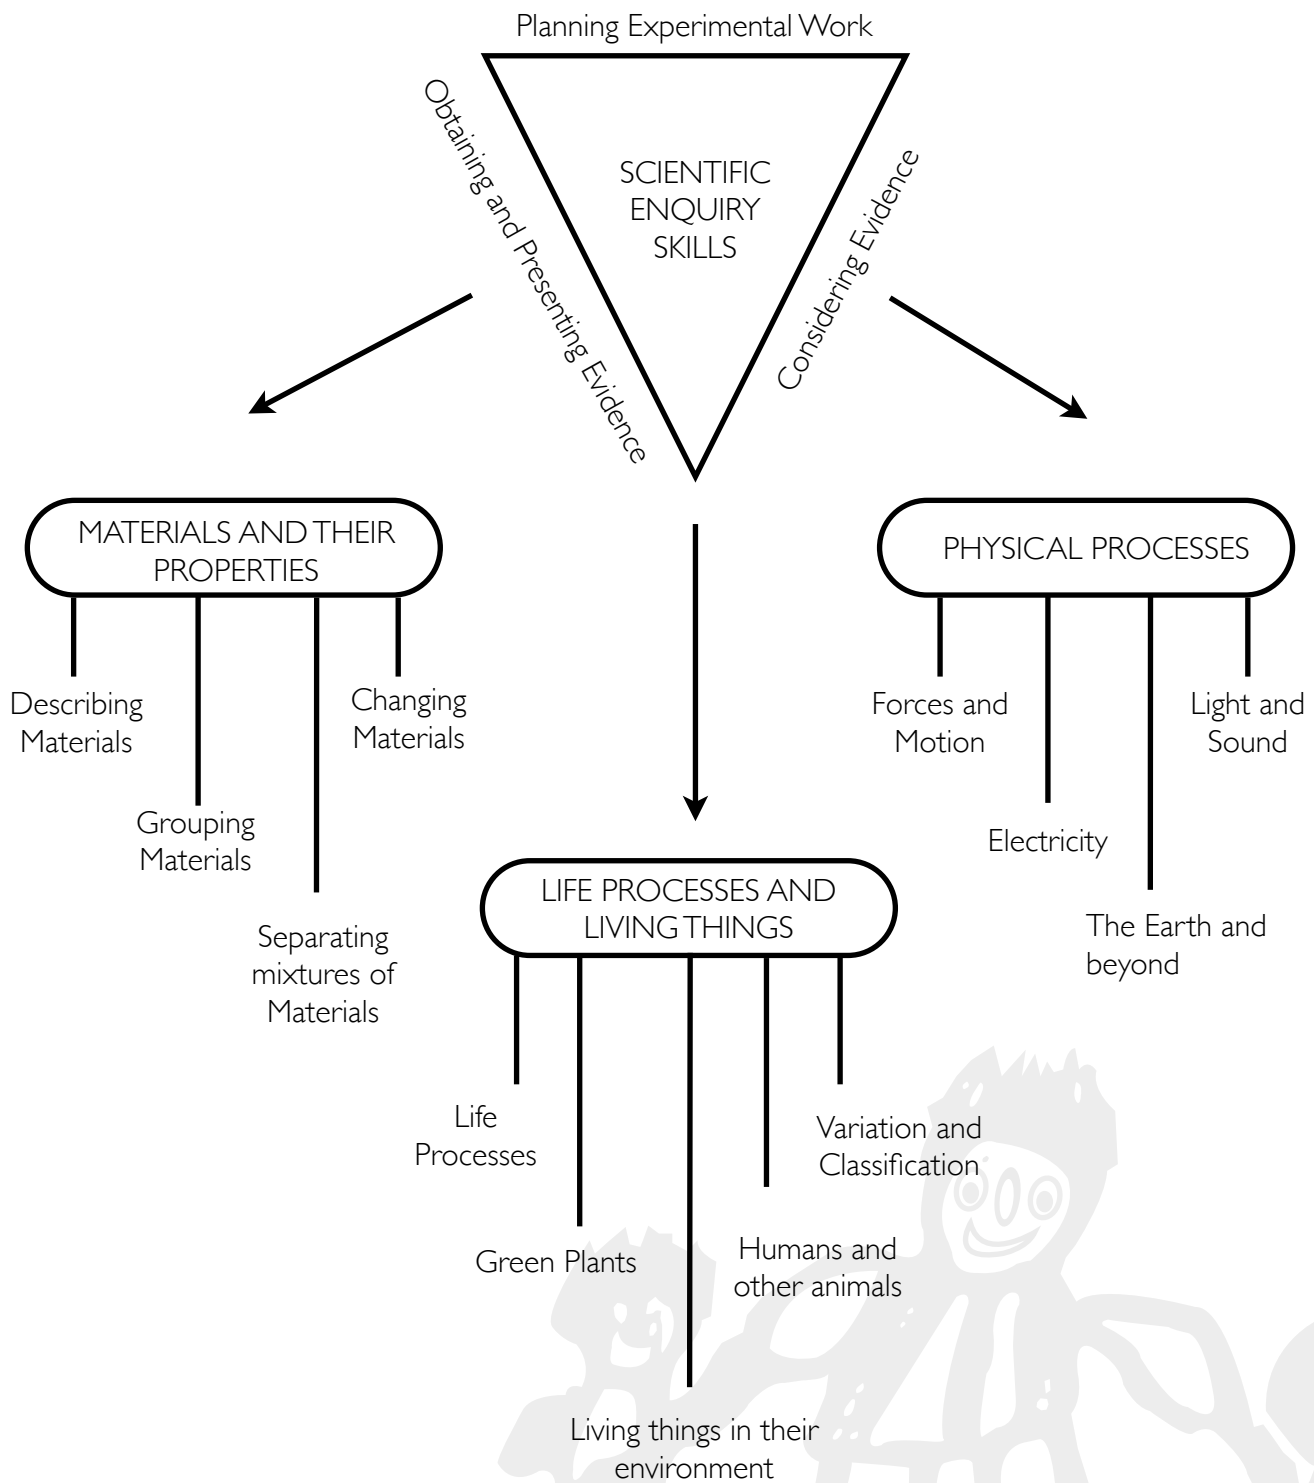 Planning Experimental Work
Obtaining and Presenting Evidence
SCIENTIFIC
ENQUIRY
SKILLS
Considering Evidence
MATERIALS AND THEIR
PROPERTIES
Describing
Materials
Grouping
Materials
Separating
mixtures of
Materials
Changing
Materials
LIFE PROCESSES AND
LIVING THINGS
Life
Processes
Green Plants
Living things in their
environment
Humans and
other animals
Variation and
Classification
PHYSICAL PROCESSES
Forces and
Motion
Electricity
The Earth and
beyond
Light and
Sound